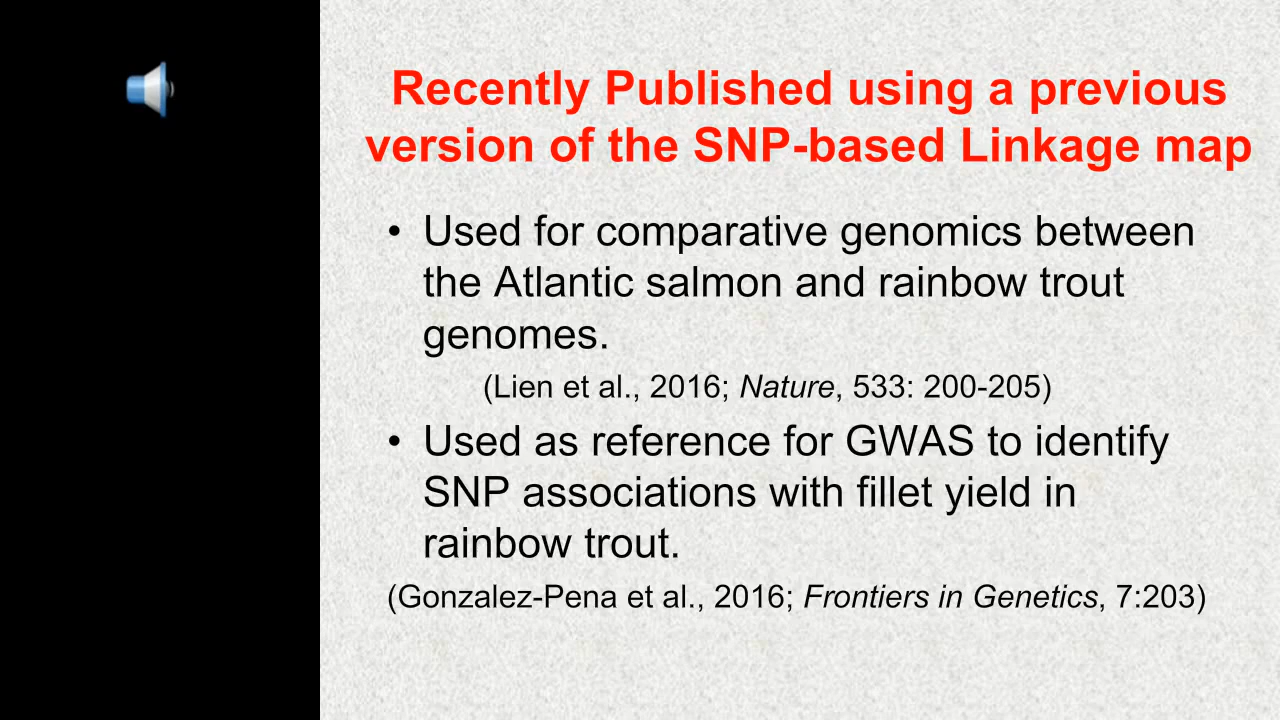 Recently Published using a previous
version of the SNP-based Linkage map
• Used for comparative genomics between
the Atlantic salmon and rainbow trout
genomes.
(Lien et al., 2016; Nature, 533: 200-205)
• Used as reference for GWAS to identify
SNP associations with fillet yield in
rainbow trout.
(Gonzalez-Pena et al., 2016; Frontiers in Genetics, 7:203)